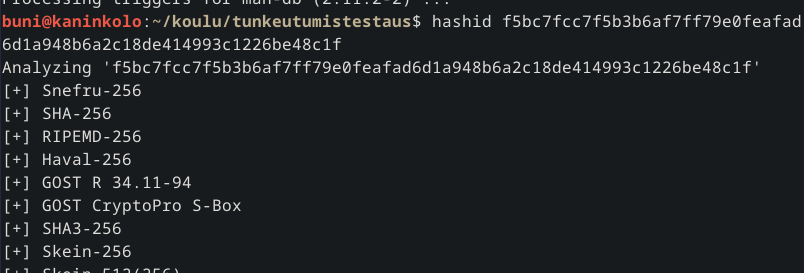 Processing triggers for man-db (2.11.2-2) ...
buni@kaninkolo:~/koulu/tunkeutumistestaus$ hashid f5bc7fcc7f5b3b6af7ff79e0feafad
6d1a948b6a2c18de414993c1226be48c1f
Analyzing 'f5bc7fcc7f5b3b6af7ff79e0feafad6d1a948b6a2c18de414993c1226be48c1f'
[+] Snefru-256
[+] SHA-256
[+] RIPEMD-256
[+] Haval-256
[+] GOST R 34.11-94
[+] GOST CryptoPro S-Box
[+] SHA3-256
[+] Skein-256
[+] Skein-512(256)